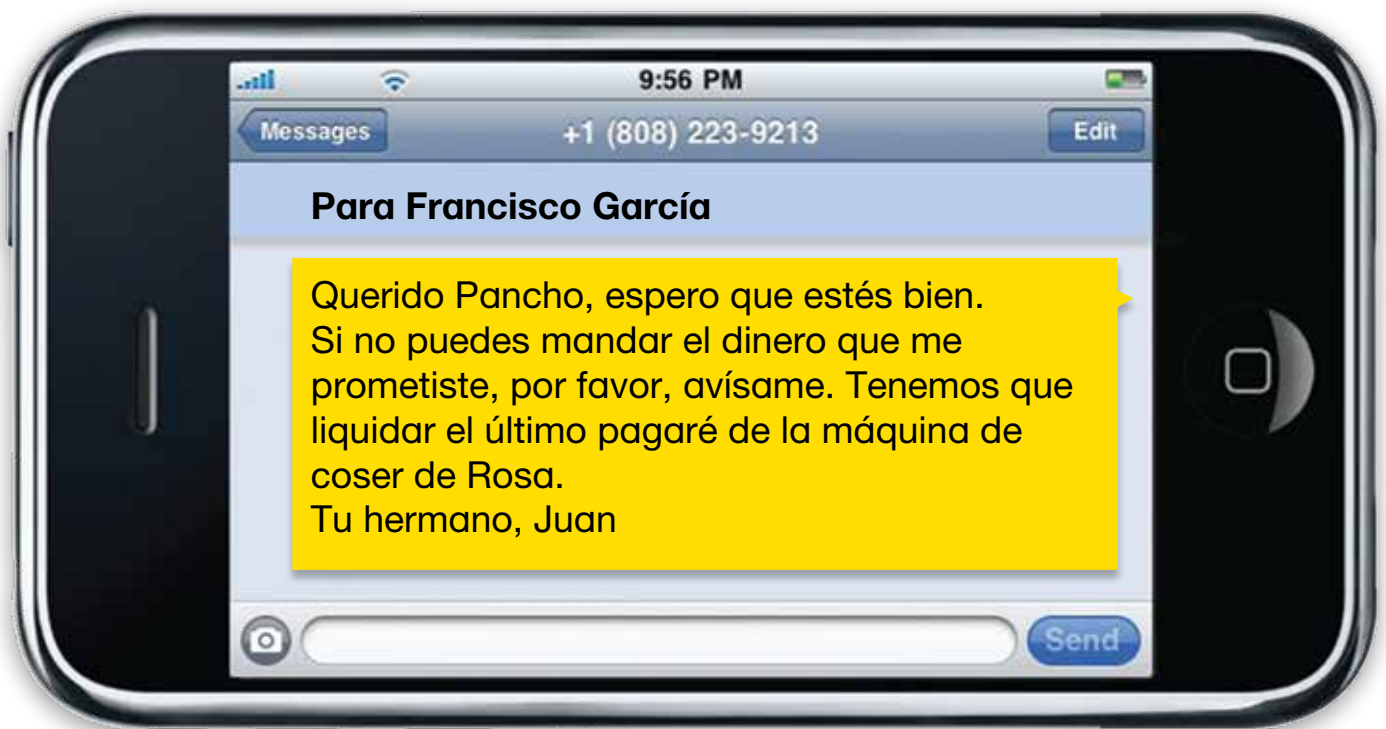 9:56 PM
Messages
+1 (808) 223-9213
Edit
Para Francisco García
Querido Pancho, espero que estés bien.
Si no puedes mandar el dinero que me
prometiste, por favor, avísame. Tenemos que
liquidar el último pagaré de la máquina de
coser de Rosa.
Tu hermano, Juan
Send